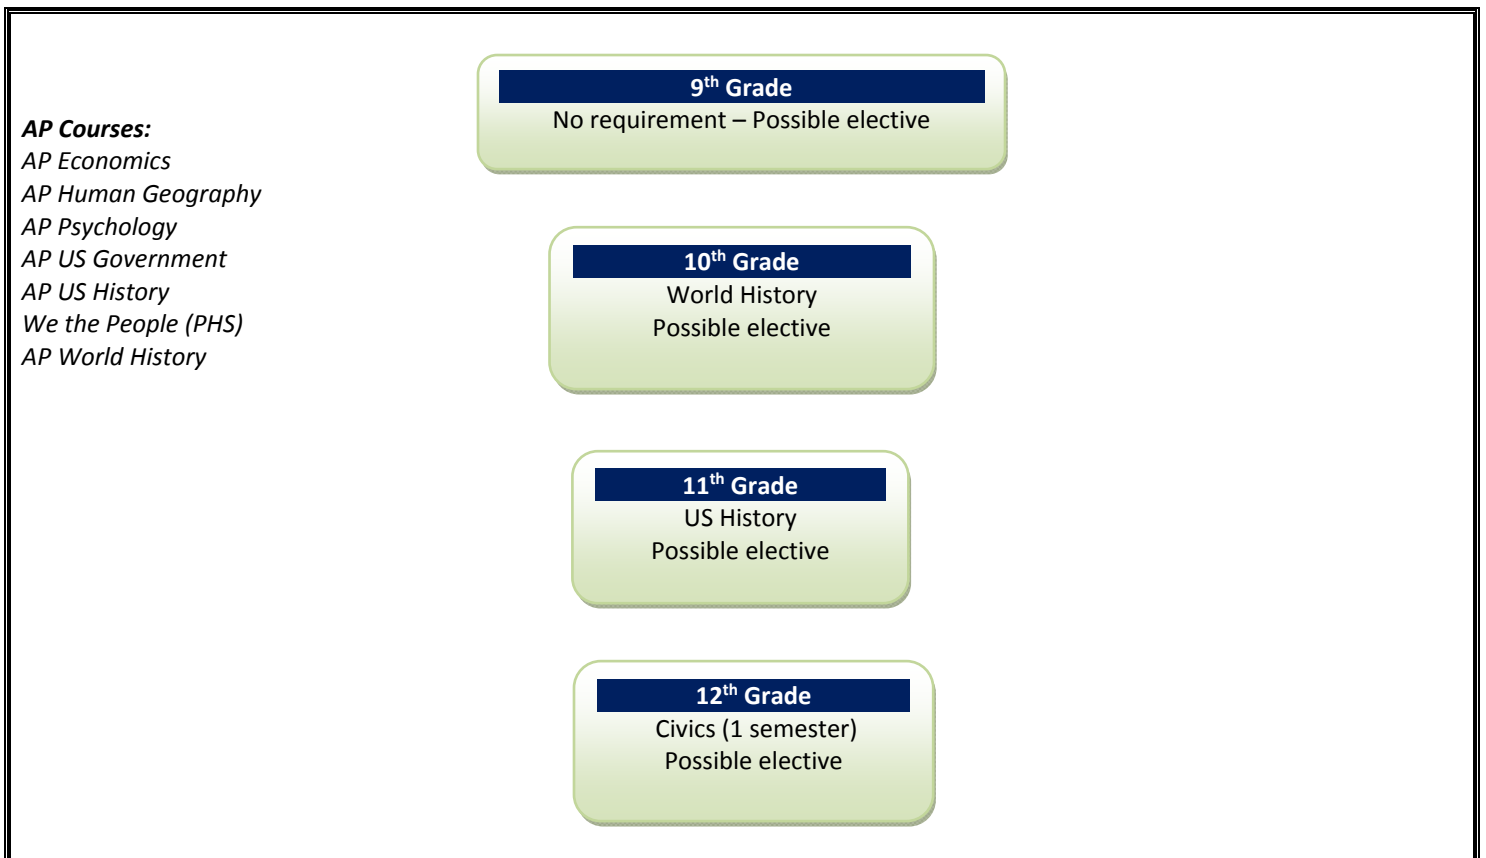 AP Courses:
AP Economics
AP Human Geography
AP Psychology
AP US Government
AP US History
We the People (PHS)
AP World History
9th Grade
No requirement – Possible elective
10th Grade
World History
Possible elective
11th Grade
US History
Possible elective
12th Grade
Civics (1 semester)
Possible elective